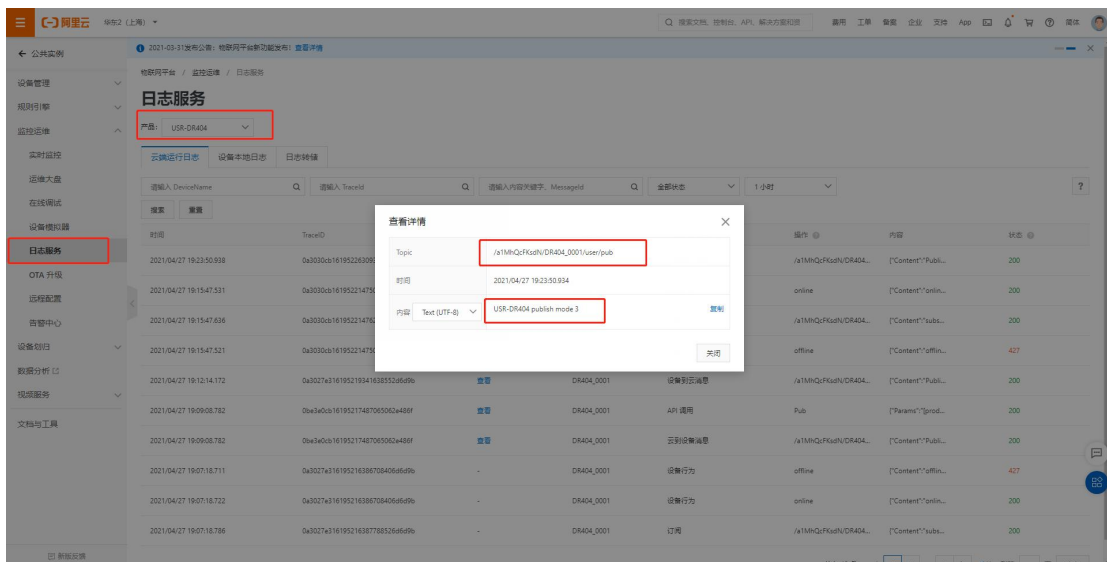 阿里云 华东2 (上海) 搜索文档、控制台、API、解决方案和资源 费用 工单 备案 企业 支持 App 简体
公共实例
2021-03-31发布公告：物联网平台新功能发布！查看详情
物联网平台 / 监控运维 / 日志服务
设备管理
日志服务
规则引擎
产品: USR-DR404
监控运维
实时监控
云端运行日志 设备本地日志 日志转储
运维大盘
请输入 DeviceName 请输入 TraceId 请输入内容关键字、MessageId 全部状态 1 小时 ?
在线调试
搜索 重置
设备模拟器
查看详情
时间 TraceID 操作 内容 状态
日志服务
Topic /a1MhQcFKsdN/DR404_0001/user/pub
2021/04/27 19:23:50.938 /a1MhQcFKsdN/DR404... {"Content":"Publi... 200
OTA 升级
时间 2021/04/27 19:23:50.934
2021/04/27 19:15:47.531 online {"Content":"onlin... 200
远程配置
内容 Text (UTF-8) USR-DR404 publish mode 3 复制
告警中心
2021/04/27 19:15:47.636 /a1MhQcFKsdN/DR404... {"Content":"subs... 200
设备划归
2021/04/27 19:15:47.521 offline {"Content":"offlin... 427
关闭
数据分析
2021/04/27 19:12:14.172 0a3027e316195219341638552d6d9b 查看 DR404_0001 设备到云消息 /a1MhQcFKsdN/DR404... {"Content":"Publi... 200
视频服务
2021/04/27 19:09:08.782 0be3e0cb16195217487065062e486f 查看 DR404_0001 API 调用 Pub {"Params":"[prod... 200
文档与工具
2021/04/27 19:09:08.782 0be3e0cb16195217487065062e486f 查看 DR404_0001 云到设备消息 /a1MhQcFKsdN/DR404... {"Content":"Publi... 200
2021/04/27 19:07:18.711 0a3027e316195216386708406d6d9b - DR404_0001 设备行为 offline {"Content":"offlin... 427
2021/04/27 19:07:18.722 0a3027e316195216386708406d6d9b - DR404_0001 设备行为 online {"Content":"onlin... 200
2021/04/27 19:07:18.786 0a3027e316195216387788526d6d9b - DR404_0001 订阅 /a1MhQcFKsdN/DR404... {"Content":"subs... 200
新版反馈